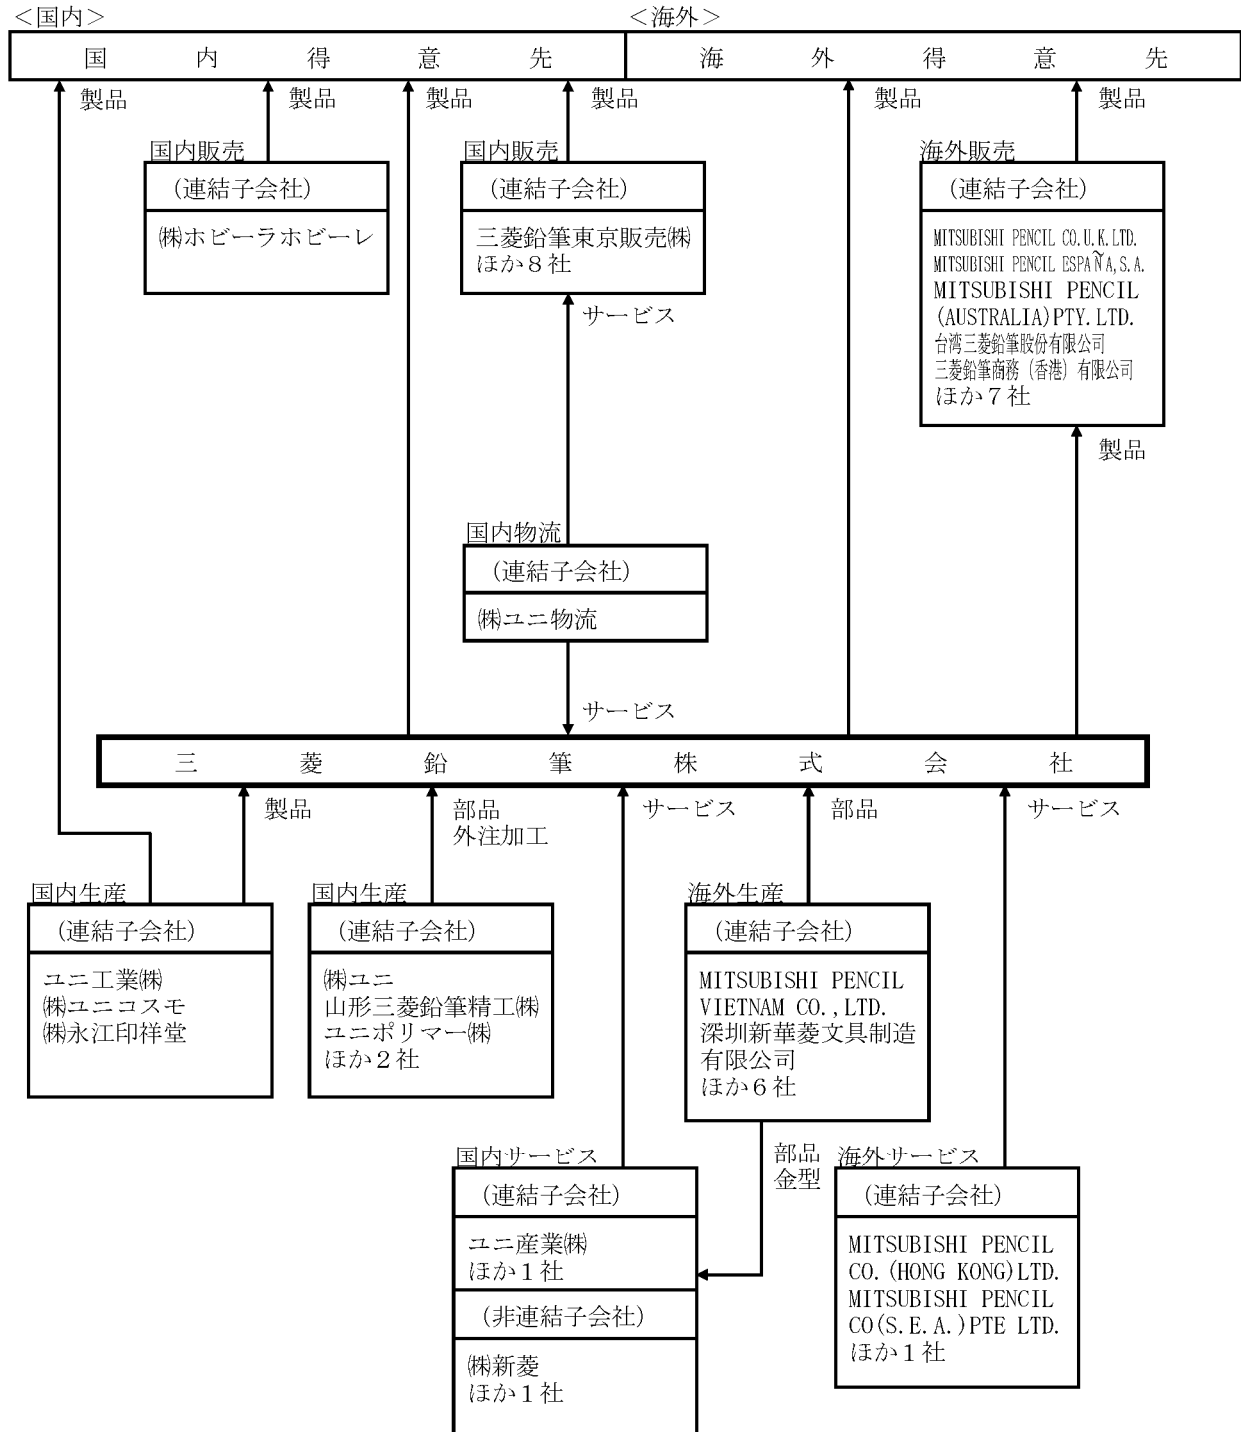 ＜国内＞
＜海外＞
国内得意先
海外得意先
製品
製品
製品
製品
製品
製品
国内販売
(連結子会社)
㈱ホビーラホビーレ
国内販売
(連結子会社)
三菱鉛筆東京販売㈱
ほか８社
サービス
海外販売
(連結子会社)
MITSUBISHI PENCIL CO.U.K.LTD.
MITSUBISHI PENCIL ESPAÑA,S.A.
MITSUBISHI PENCIL
(AUSTRALIA)PTY.LTD.
台湾三菱鉛筆股份有限公司
三菱鉛筆商務（香港）有限公司
ほか７社
製品
国内物流
(連結子会社)
㈱ユニ物流
サービス
三菱鉛筆株式会社
製品
部品
外注加工
サービス
部品
サービス
国内生産
(連結子会社)
ユニ工業㈱
㈱ユニコスモ
㈱永江印祥堂
国内生産
(連結子会社)
㈱ユニ
山形三菱鉛筆精工㈱
ユニポリマー㈱
ほか２社
海外生産
(連結子会社)
MITSUBISHI PENCIL
VIETNAM CO.,LTD.
深圳新華菱文具制造
有限公司
ほか６社
部品
金型
国内サービス
(連結子会社)
ユニ産業㈱
ほか１社
(非連結子会社)
㈱新菱
ほか１社
海外サービス
(連結子会社)
MITSUBISHI PENCIL
CO.(HONG KONG)LTD.
MITSUBISHI PENCIL
CO(S.E.A.)PTE LTD.
ほか１社